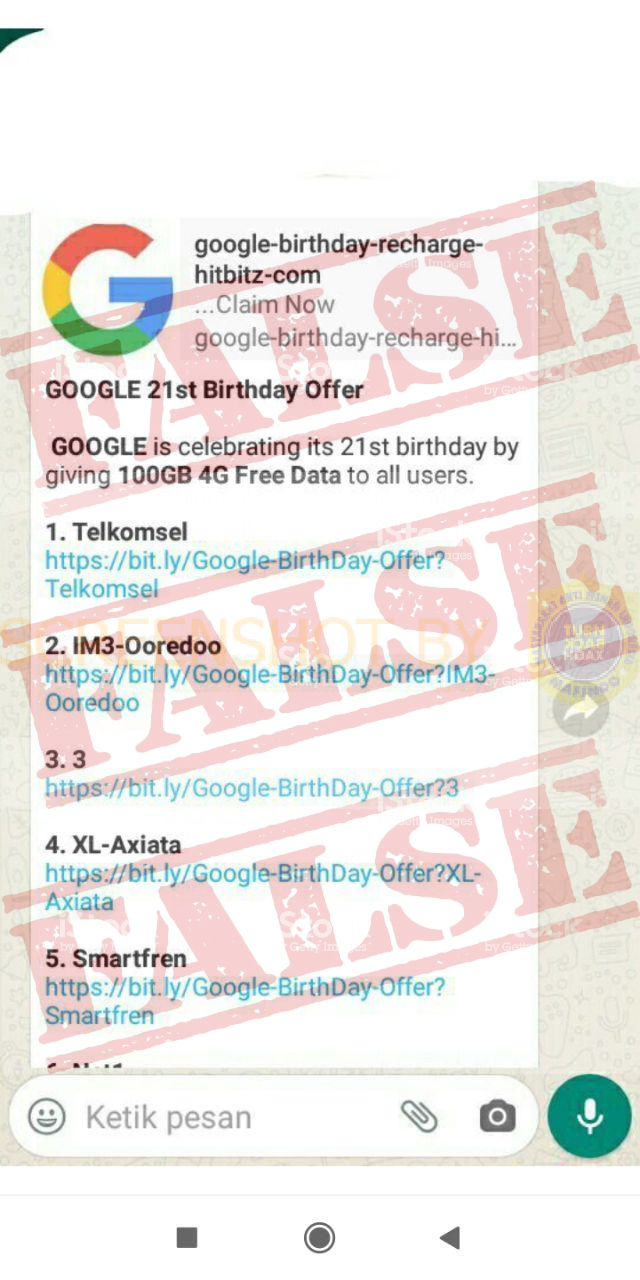 google-birthday-recharge-
hitbitz-com
...Claim Now
google-birthday-recharge-hi...
GOOGLE 21st Birthday Offer
GOOGLE is celebrating its 21st birthday by
giving 100GB 4G Free Data to all users.
1. Telkomsel
https://bit.ly/Google-BirthDay-Offer?
Telkomsel
2. IM3-Ooredoo
https://bit.ly/Google-BirthDay-Offer?IM3-
Ooredoo
3. 3
https://bit.ly/Google-BirthDay-Offer?3
4. XL-Axiata
https://bit.ly/Google-BirthDay-Offer?XL-
Axiata
5. Smartfren
https://bit.ly/Google-BirthDay-Offer?
Smartfren
Ketik pesan
FALSE
FALSE
FALSE
SCREENSHOT BY
TURN
BACK
HOAX
MAFINDO
iStock
by Getty Images